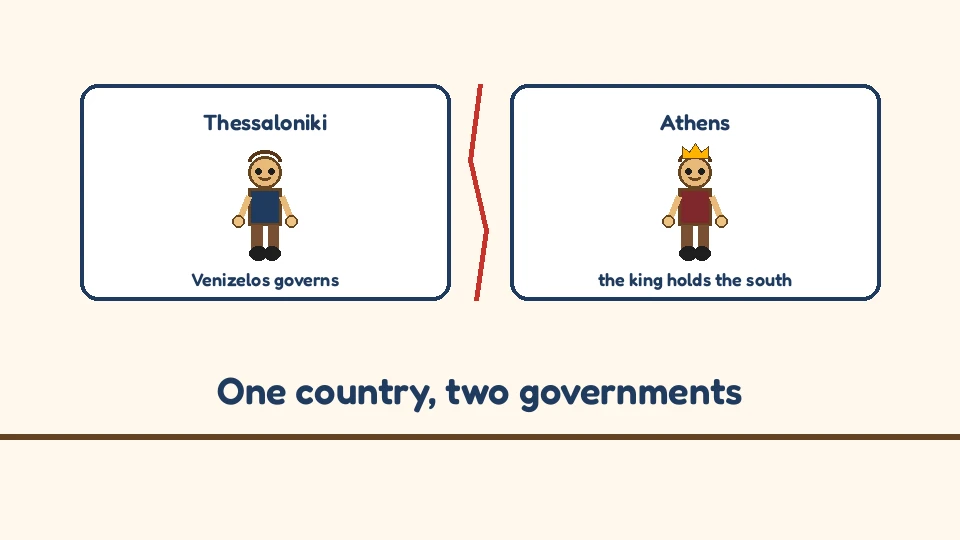 Thessaloniki
Venizelos governs
Athens
the king holds the south
One country, two governments